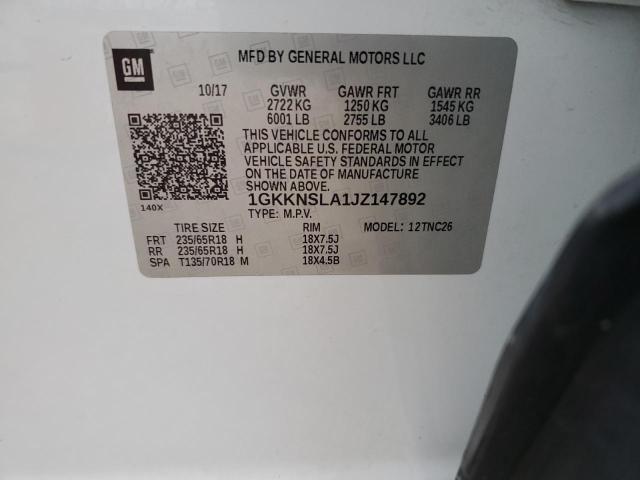 GM
MFD BY GENERAL MOTORS LLC
10/17 GVWR GAWR FRT GAWR RR
2722 KG 1250 KG 1545 KG
6001 LB 2755 LB 3406 LB
THIS VEHICLE CONFORMS TO ALL
APPLICABLE U.S. FEDERAL MOTOR
VEHICLE SAFETY STANDARDS IN EFFECT
ON THE DATE OF MANUFACTURE
SHOWN ABOVE.
140X
1GKKNSLA1JZ147892
TYPE: M.P.V.
TIRE SIZE RIM MODEL: 12TNC26
FRT 235/65R18 H 18X7.5J
RR 235/65R18 H 18X7.5J
SPA T135/70R18 M 18X4.5B